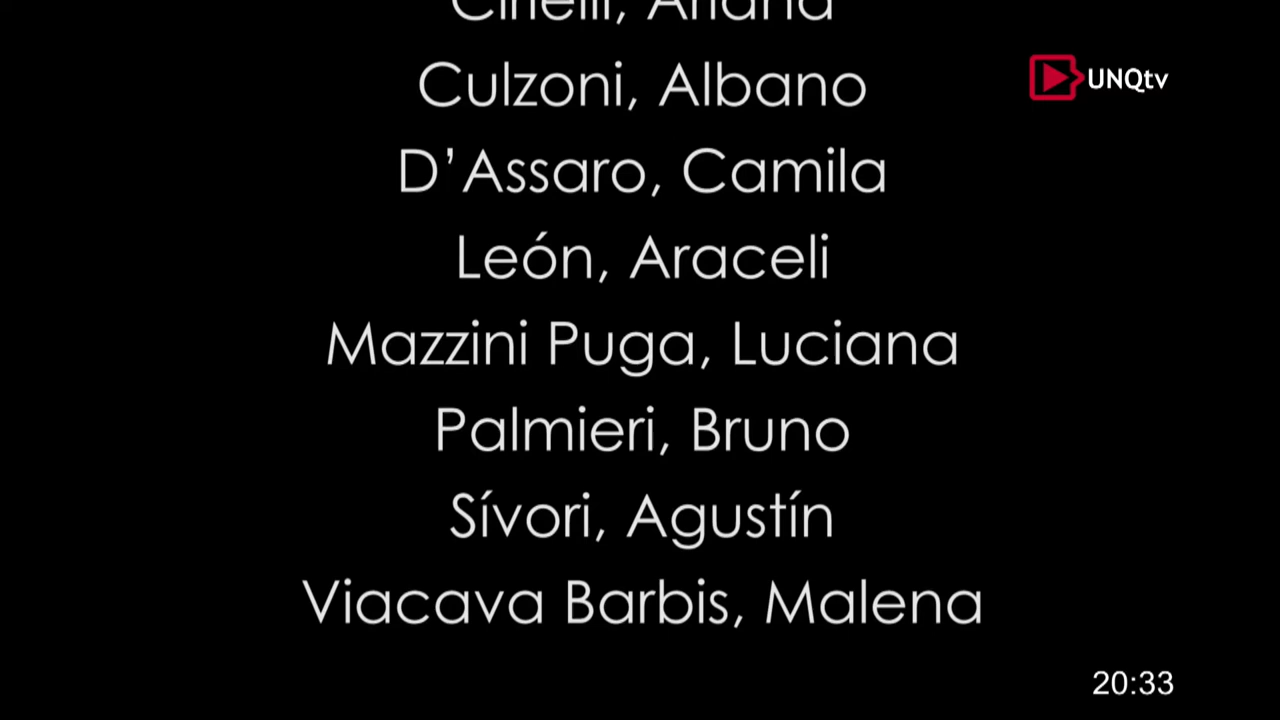 Culzoni, Albano
UNQtv
D’Assaro, Camila
León, Araceli
Mazzini Puga, Luciana
Palmieri, Bruno
Sívori, Agustín
Viacava Barbis, Malena
20:33